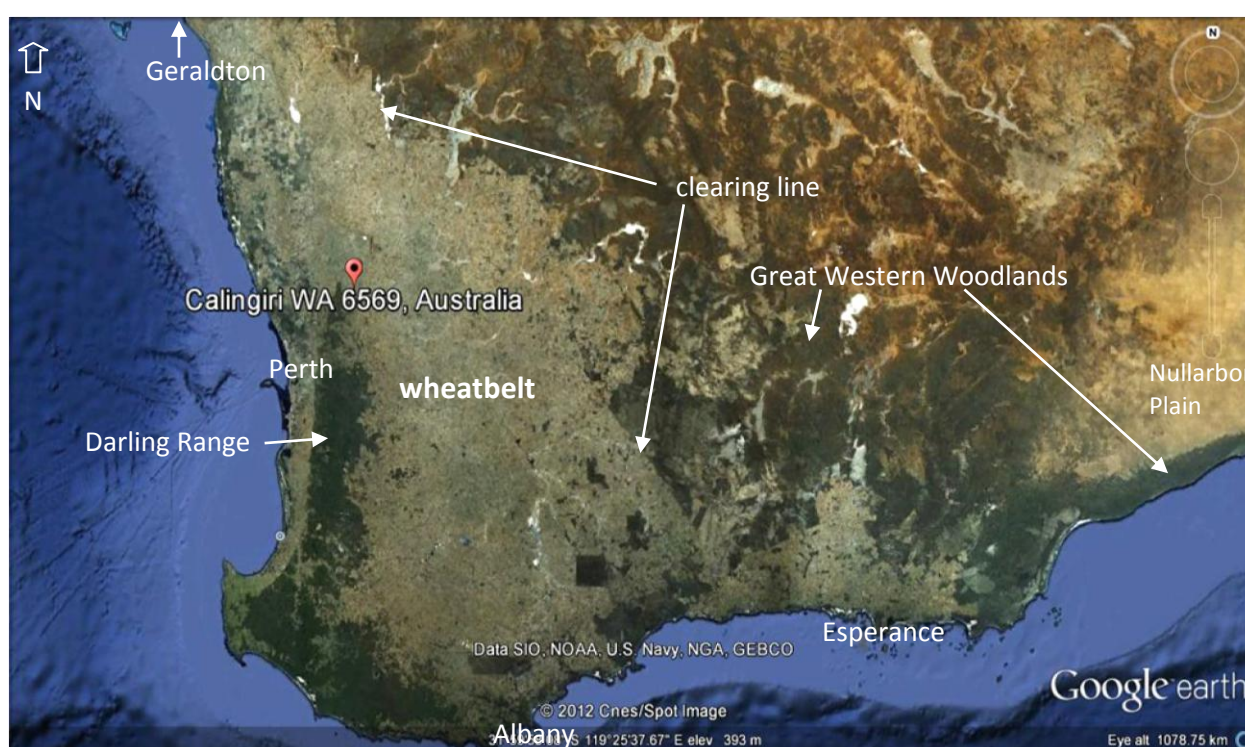 Geraldton
N
N
clearing line
Great Western Woodlands
Calingiri WA 6569, Australia
Perth
wheatbelt
Nullarbor
Plain
Darling Range
Esperance
Data SIO, NOAA, U.S. Navy, NGA, GEBCO
Google earth
© 2012 Cnes/Spot Image
Albany
S 119°25'37.67" E elev 393 m
Eye alt 1078.75 km